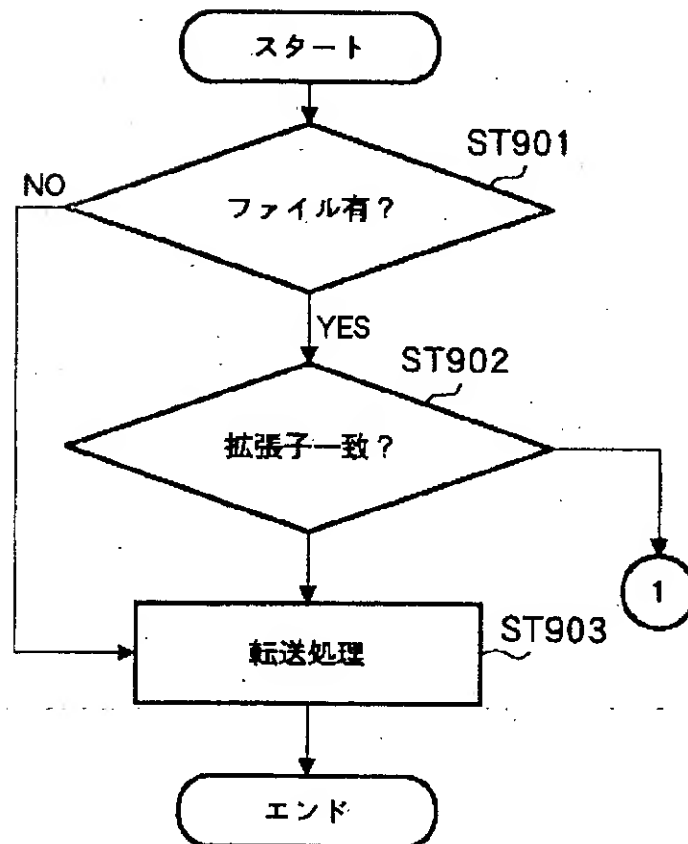 スタート
ST901
NO
ファイル有？
YES
ST902
拡張子一致？
1
ST903
転送処理
エンド